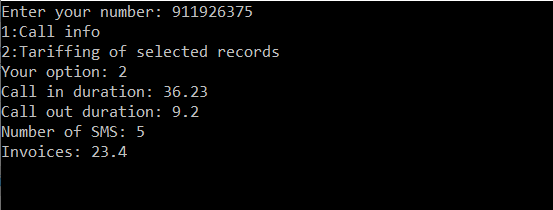 Enter your number: 911926375
1:Call info
2:Tariffing of selected records
Your option: 2
Call in duration: 36.23
Call out duration: 9.2
Number of SMS: 5
Invoices: 23.4